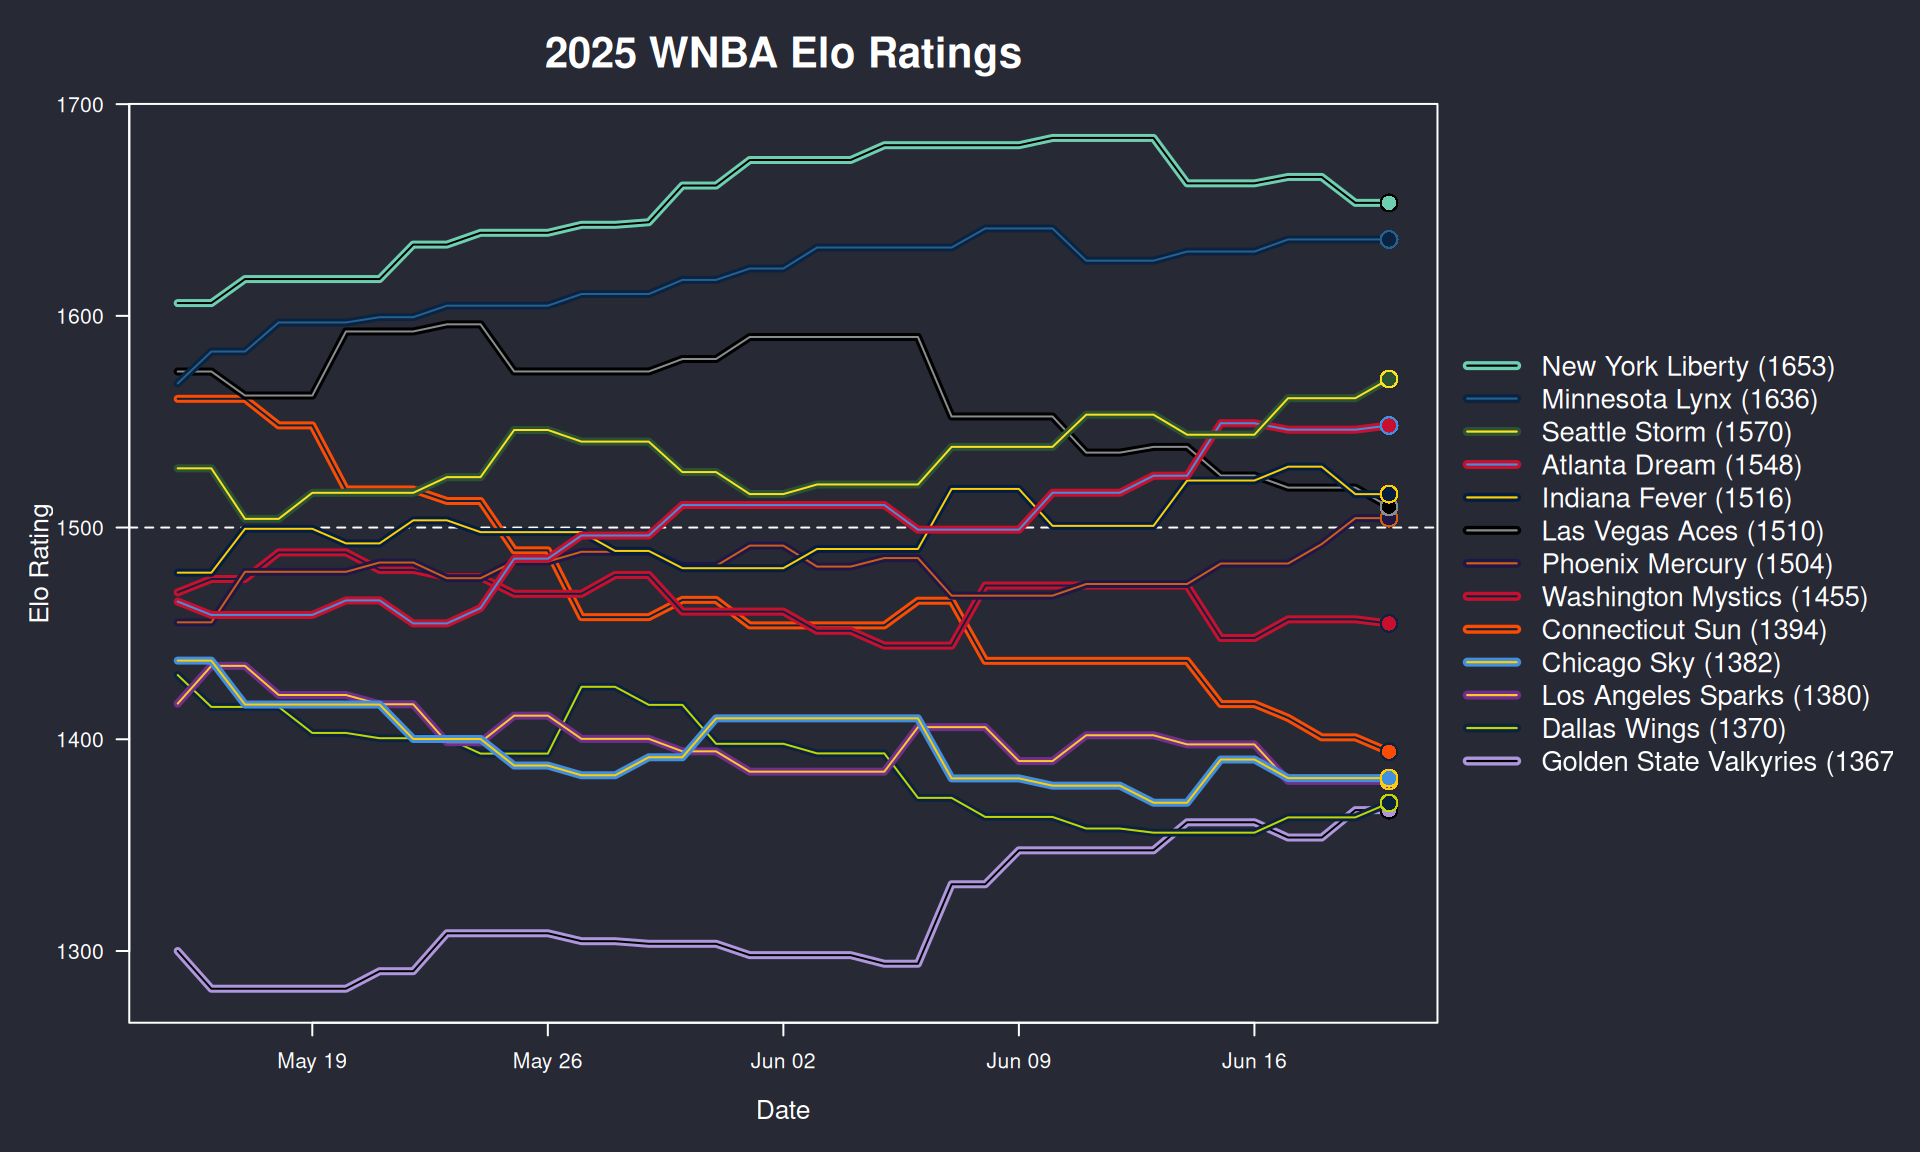 2025 WNBA Elo Ratings
1700
1600
1500
1400
1300
Elo Rating
May 19
May 26
Jun 02
Jun 09
Jun 16
Date
New York Liberty (1653)
Minnesota Lynx (1636)
Seattle Storm (1570)
Atlanta Dream (1548)
Indiana Fever (1516)
Las Vegas Aces (1510)
Phoenix Mercury (1504)
Washington Mystics (1455)
Connecticut Sun (1394)
Chicago Sky (1382)
Los Angeles Sparks (1380)
Dallas Wings (1370)
Golden State Valkyries (1367